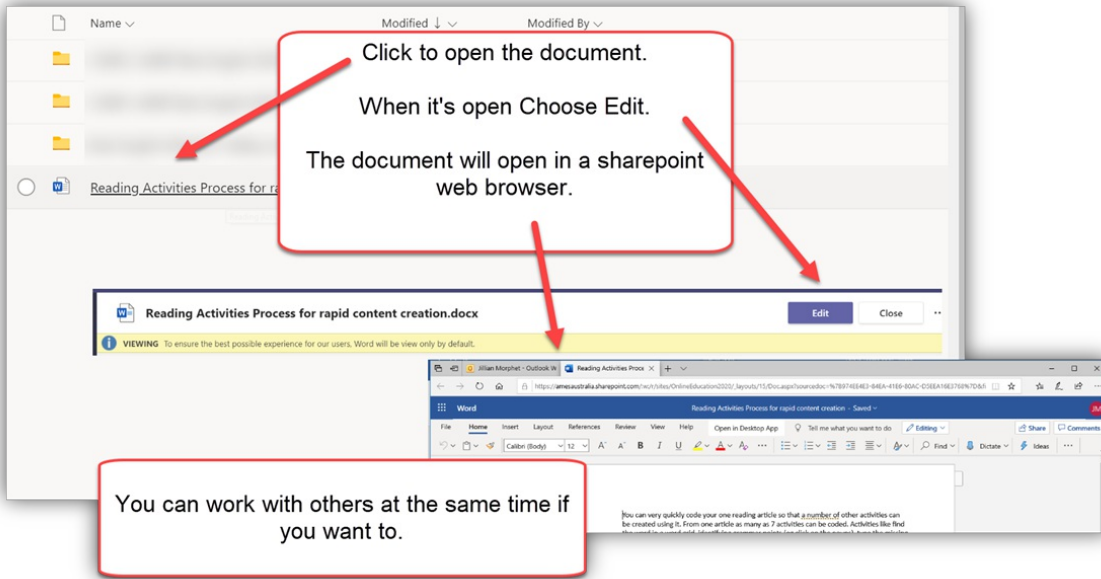 Name
Modified ↓
Modified By
Click to open the document.
When it's open Choose Edit.
The document will open in a sharepoint
web browser.
Reading Activities Process for
Reading Activities Process for rapid content creation.docx
Edit
Close
VIEWING To ensure the best possible experience for our users, Word will be view only by default.
Jillian Morphet - Outlook W
Reading Activities Proce
Word
Reading Activities Process for rapid content creation - Saved
JM
File Home Insert Layout References Review View Help Open in Desktop App Tell me what you want to do Editing Share Comments
Calibri (Body) 12 A A B I U A Find Dictate Ideas
You can very quickly code your one reading article so that a number of other activities can
be created using it. From one article as many as 7 activities can be coded. Activities like find
You can work with others at the same time if
you want to.